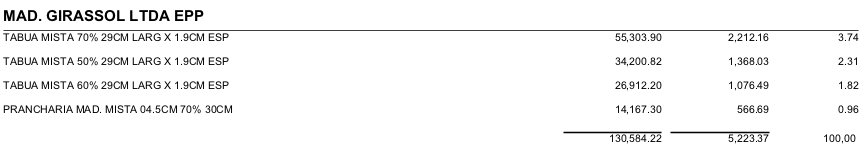 MAD. GIRASSOL LTDA EPP
TABUA MISTA 70% 29CM LARG X 1.9CM ESP 55,303.90 2,212.16 3.74
TABUA MISTA 50% 29CM LARG X 1.9CM ESP 34,200.82 1,368.03 2.31
TABUA MISTA 60% 29CM LARG X 1.9CM ESP 26,912.20 1,076.49 1.82
PRANCHARIA MAD. MISTA 04.5CM 70% 30CM 14,167.30 566.69 0.96
130,584.22 5,223.37 100,00